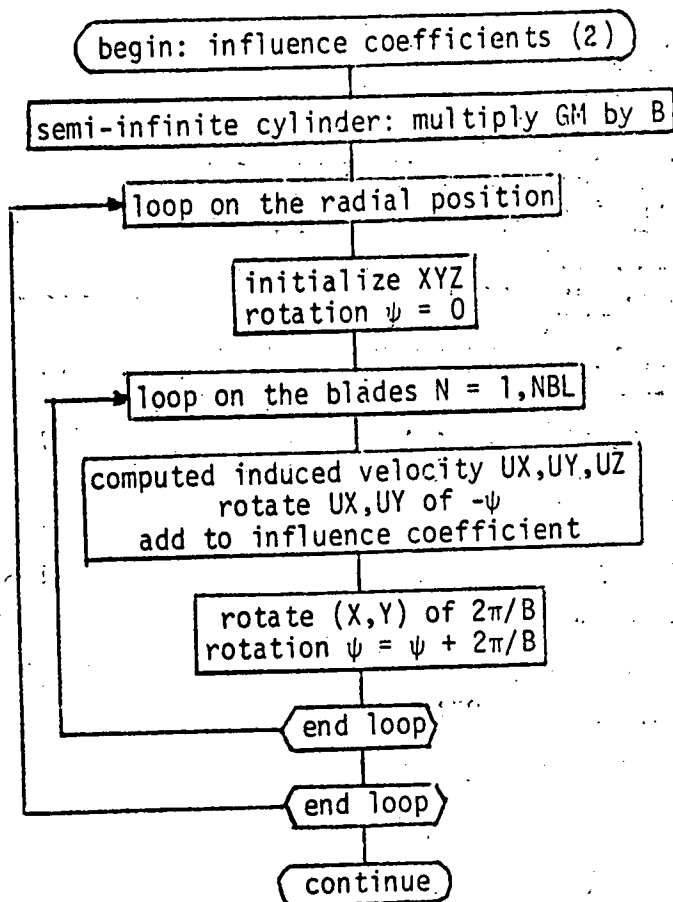 begin: influence coefficients (2)
semi-infinite cylinder: multiply GM by B
loop on the radial position
initialize XYZ
rotation ψ = 0
loop on the blades N = 1,NBL
computed induced velocity UX,UY,UZ
rotate UX,UY of -ψ
add to influence coefficient
rotate (X,Y) of 2π/B
rotation ψ = ψ + 2π/B
end loop
end loop
continue